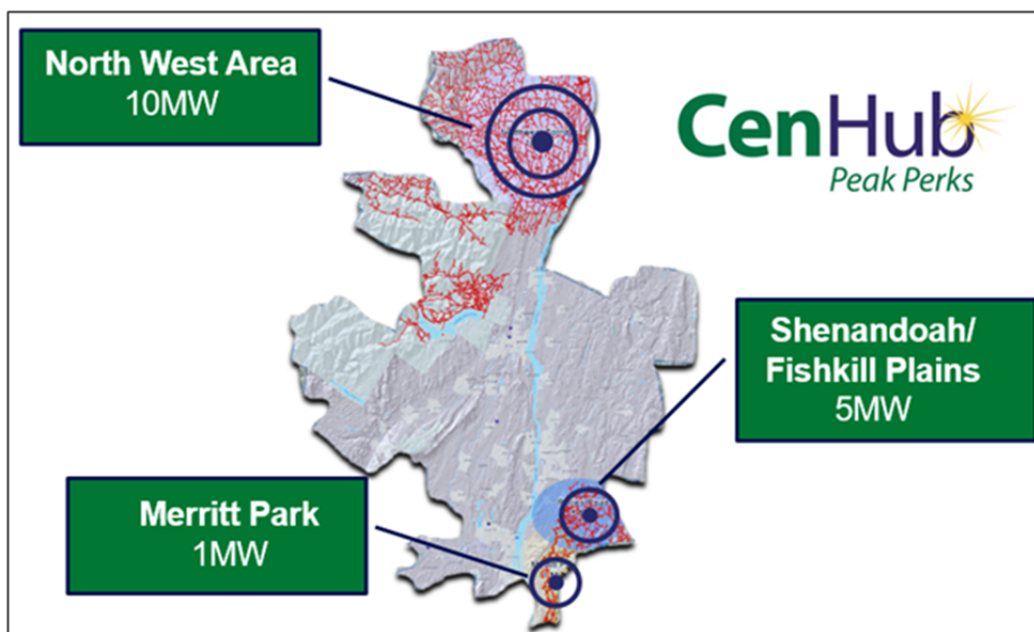 North West Area
10MW
CenHub
Peak Perks
Shenandoah/
Fishkill Plains
5MW
Merritt Park
1MW